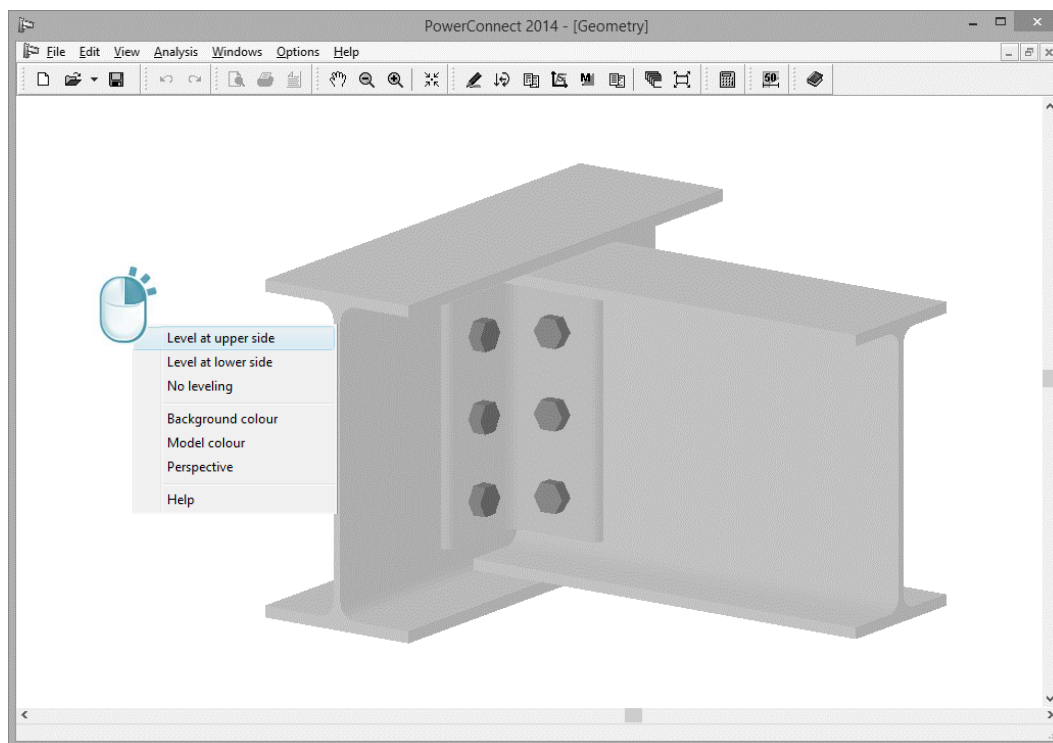 PowerConnect 2014 - [Geometry]
File Edit View Analysis Windows Options Help
M 50
Level at upper side
Level at lower side
No leveling
Background colour
Model colour
Perspective
Help